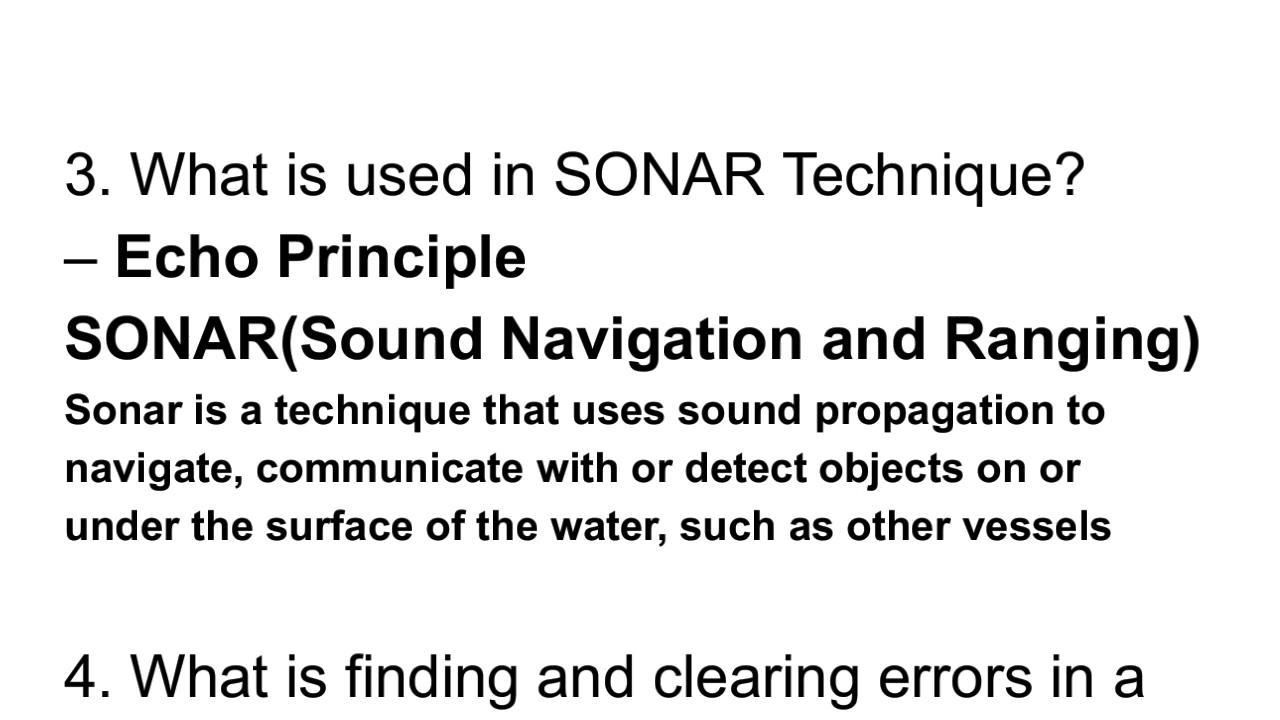 3. What is used in SONAR Technique?
– Echo Principle
SONAR(Sound Navigation and Ranging)
Sonar is a technique that uses sound propagation to
navigate, communicate with or detect objects on or
under the surface of the water, such as other vessels
4. What is finding and clearing errors in a